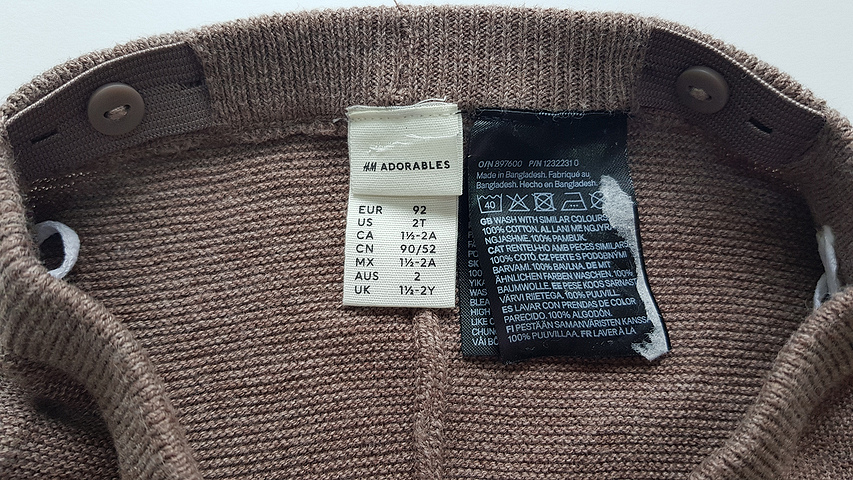 H&M ADORABLES
EUR 92
US 2T
CA 1½-2A
CN 90/52
MX 1½-2A
AUS 2
UK 1½-2Y
O/N 897600 P/N 1232231 0
Made in Bangladesh. Fabriqué au
Bangladesh. Hecho en Bangladesh.
40
GB WASH WITH SIMILAR COLOURS
100% COTTON. AL LANI ME NGJYRA
NGJASHME. 100% PAMBUK.
CAT RENTEU-HO AMB PECES SIMILARS
100% COTÓ. CZ PERTE S PODOBNÝMI
BARVAMI. 100% BAVLNA. DE MIT
ÄHNLICHEN FARBEN WASCHEN. 100%
BAUMWOLLE. EE PESE KOOS SARNAST
VÄRVI RIIETEGA. 100% PUUVILL.
ES LAVAR CON PRENDAS DE COLOR
PARECIDO. 100% ALGODÓN.
FI PESTÄÄN SAMANVÄRISTEN KANSSA
100% PUUVILLAA. FR LAVER À LA